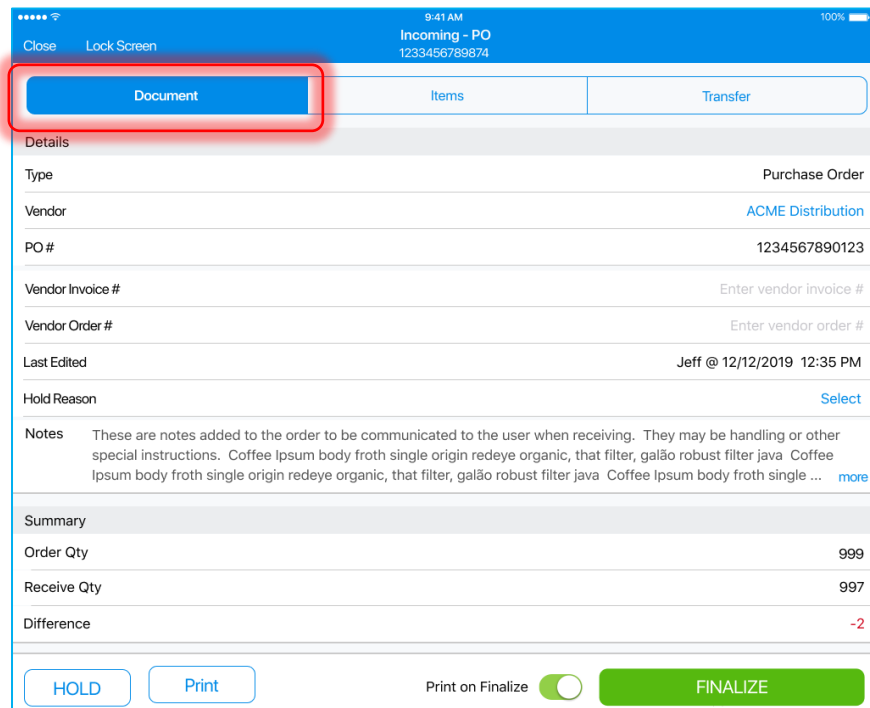 9:41 AM
100%
Close
Lock Screen
Incoming - PO
1233456789874
Document
Items
Transfer
Details
Type
Purchase Order
Vendor
ACME Distribution
PO #
1234567890123
Vendor Invoice #
Enter vendor invoice #
Vendor Order #
Enter vendor order #
Last Edited
Jeff @ 12/12/2019 12:35 PM
Hold Reason
Select
Notes
These are notes added to the order to be communicated to the user when receiving. They may be handling or other
special instructions. Coffee Ipsum body froth single origin redeye organic, that filter, galão robust filter java Coffee
Ipsum body froth single origin redeye organic, that filter, galão robust filter java Coffee Ipsum body froth single ... more
Summary
Order Qty
999
Receive Qty
997
Difference
-2
HOLD
Print
Print on Finalize
FINALIZE